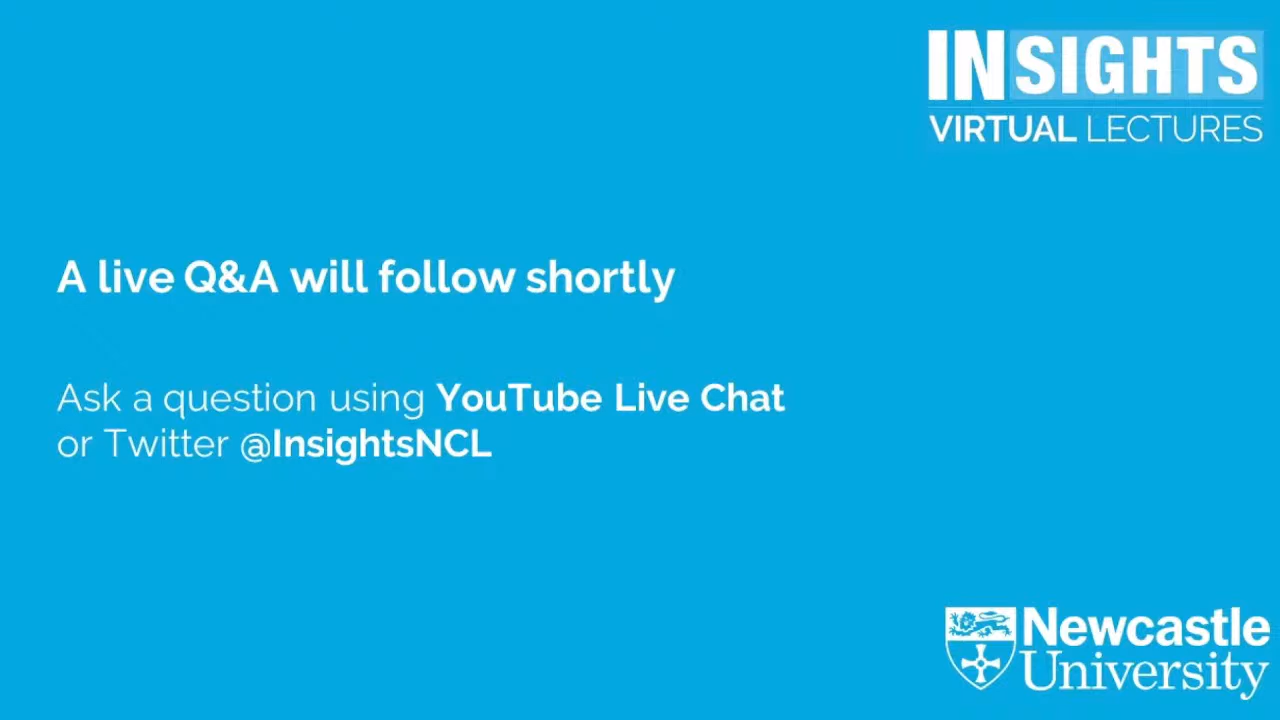 INSIGHTS
VIRTUAL LECTURES
A live Q&A will follow shortly
Ask a question using YouTube Live Chat
or Twitter @InsightsNCL
Newcastle
University